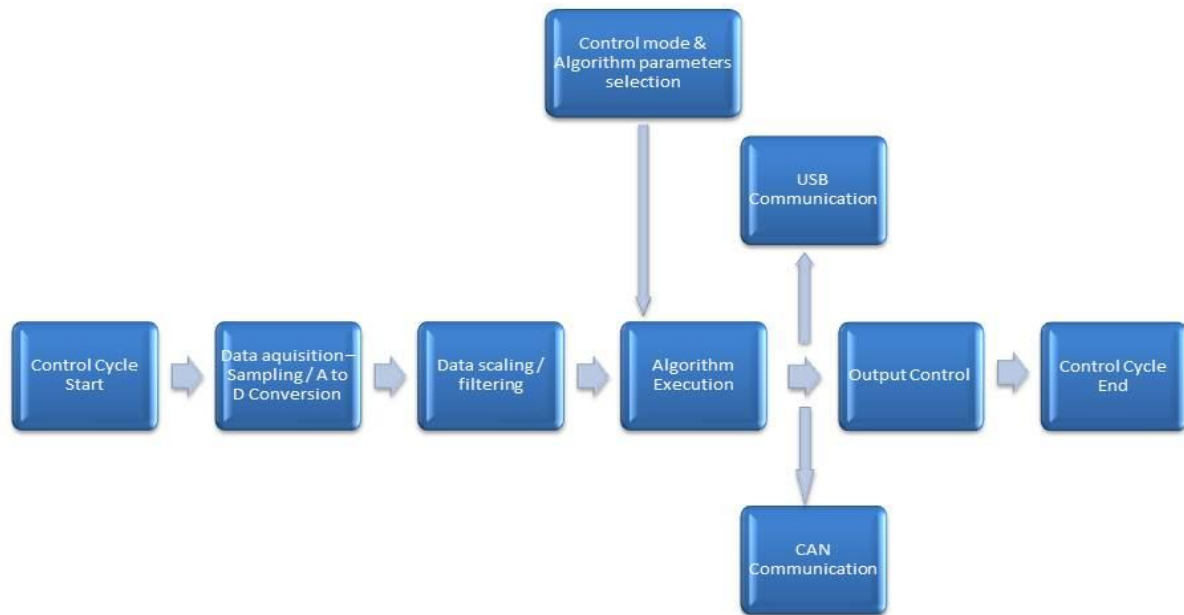 Control mode &
Algorithm parameters
selection
USB
Communication
Control Cycle
Start
Data aquisition–
Sampling / A to
D Conversion
Data scaling /
filtering
Algorithm
Execution
Output Control
Control Cycle
End
CAN
Communication